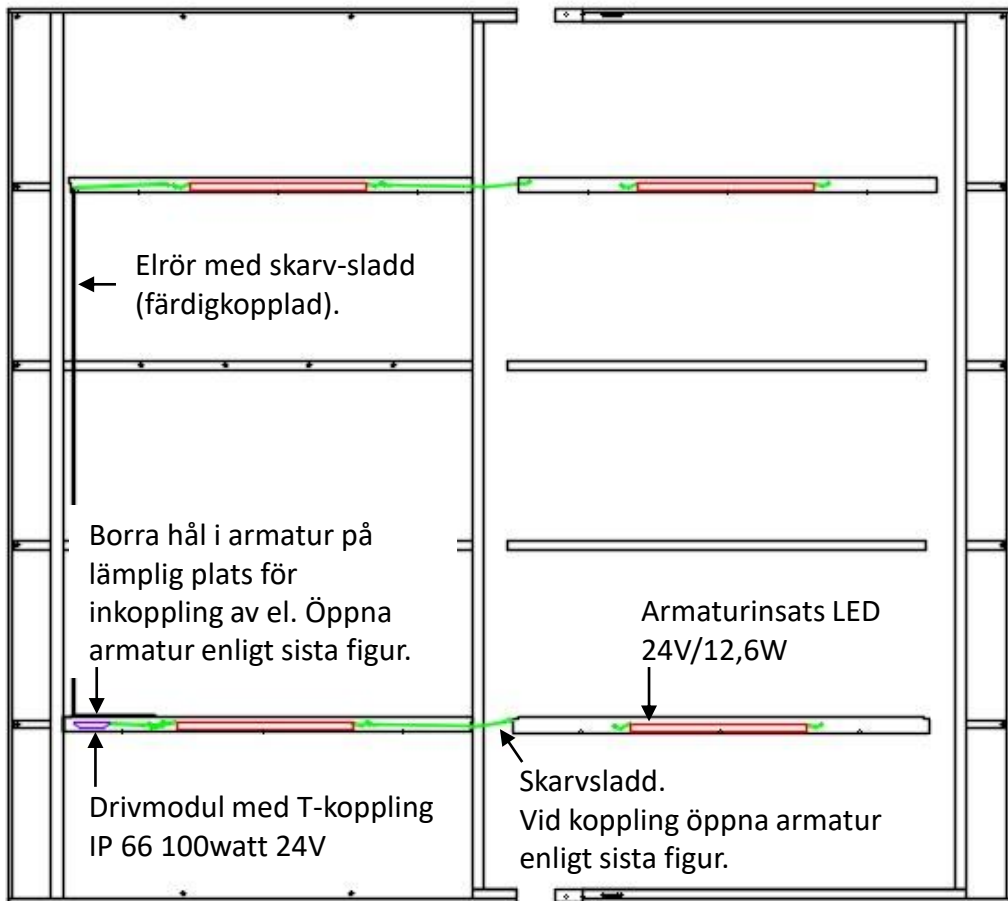 Elrör med skarv-sladd
(färdigkopplad).
Borra hål i armatur på
lämplig plats för
inkoppling av el. Öppna
armatur enligt sista figur.
Armaturinsats LED
24V/12,6W
Drivmodul med T-koppling
IP 66 100watt 24V
Skarvsladd.
Vid koppling öppna armatur
enligt sista figur.